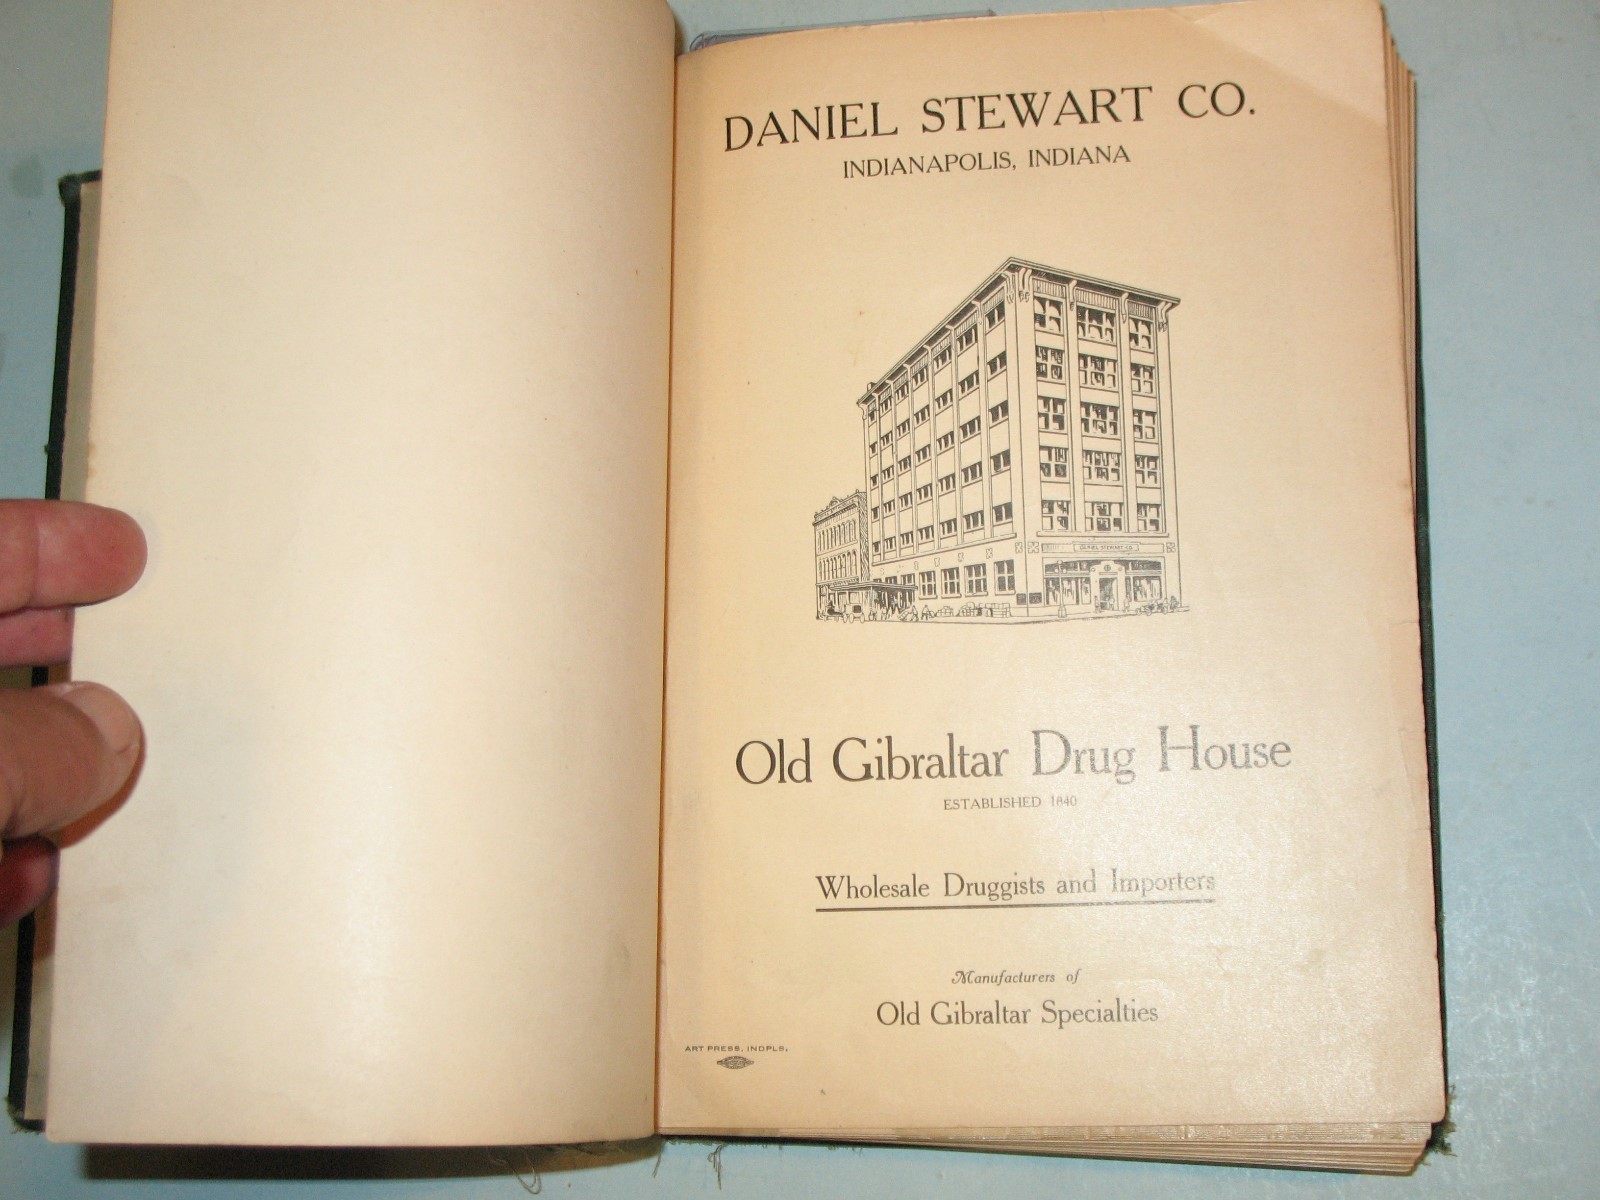 DANIEL STEWART CO.
INDIANAPOLIS, INDIANA
DANIEL STEWART CO.
Old Gibraltar Drug House
ESTABLISHED 1840
Wholesale Druggists and Importers
Manufacturers of
Old Gibraltar Specialties
ART PRESS, INDPLS.